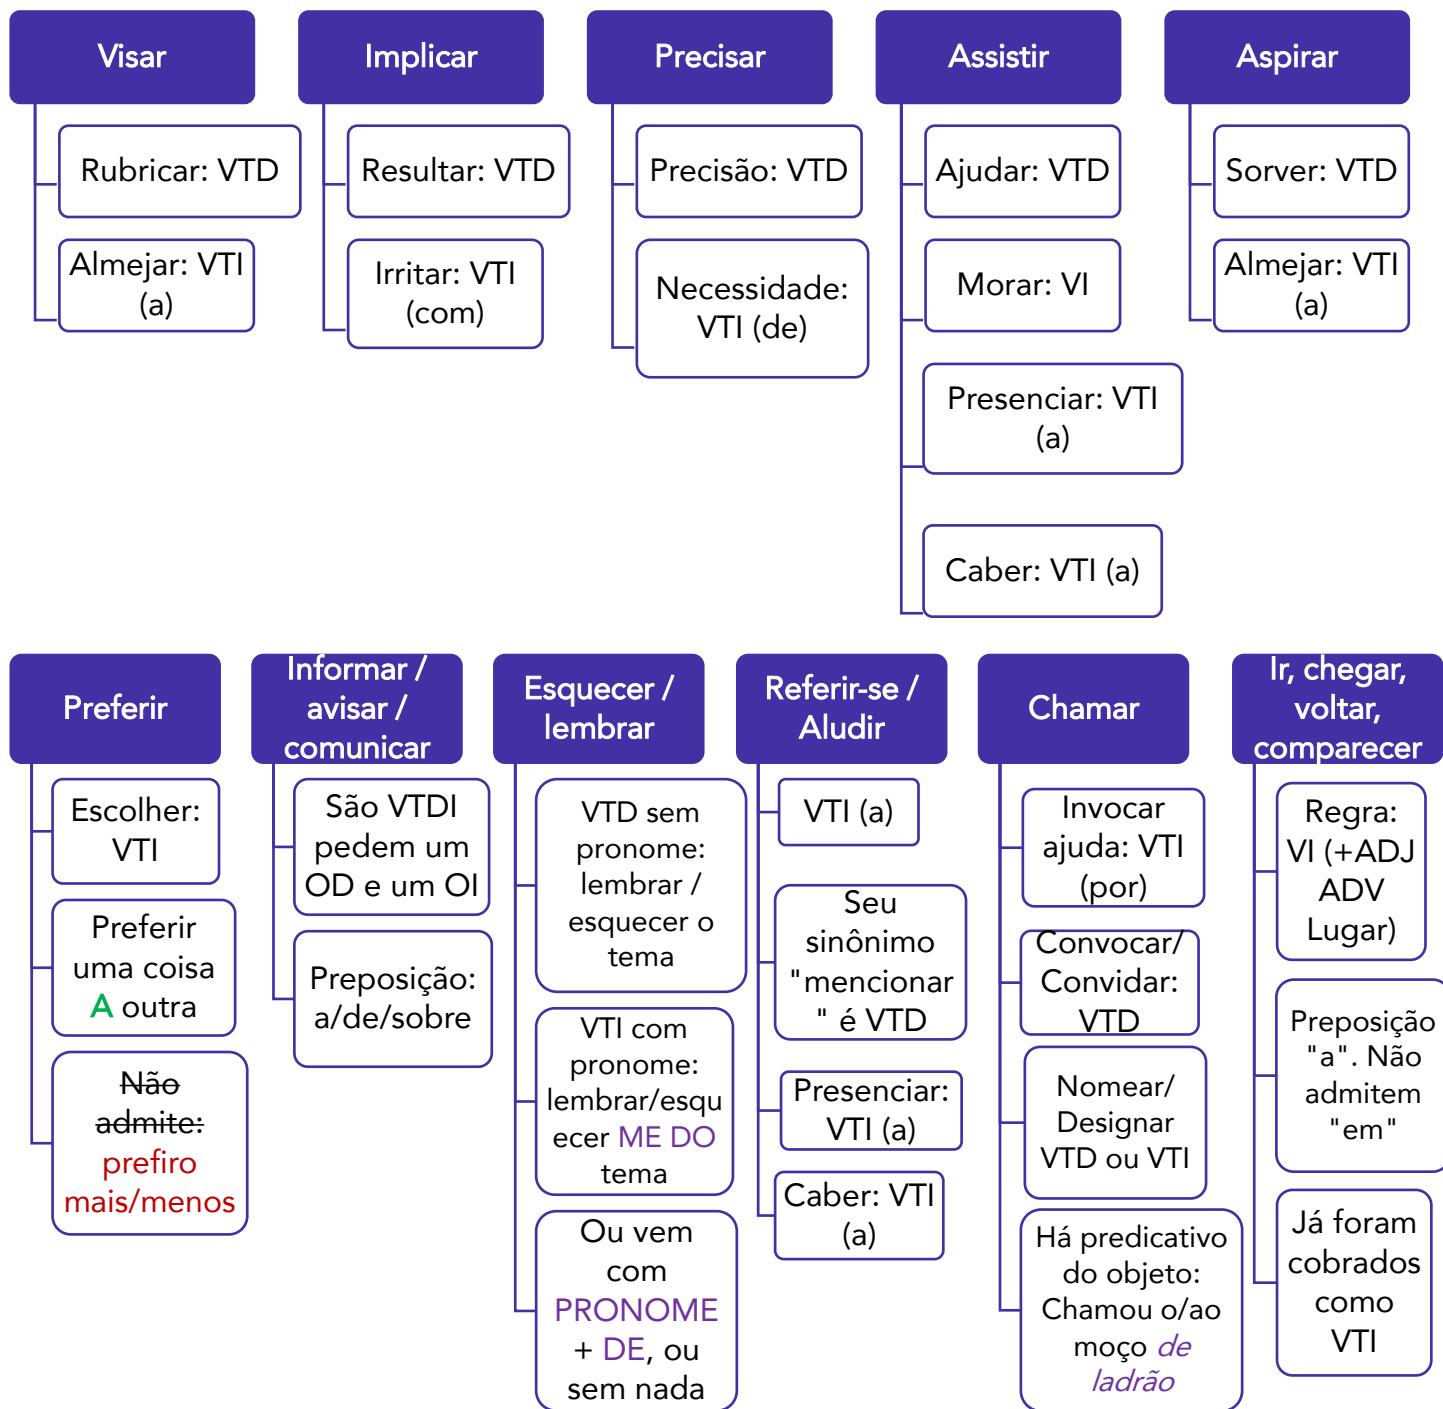 Visar
Rubricar: VTD
Almejar: VTI
(a)
Implicar
Resultar: VTD
Irritar: VTI
(com)
Precisar
Precisão: VTD
Necessidade:
VTI (de)
Assistir
Ajudar: VTD
Morar: VI
Presenciar: VTI
(a)
Caber: VTI (a)
Aspirar
Sorver: VTD
Almejar: VTI
(a)
Preferir
Escolher:
VTI
Preferir
uma coisa
A outra
Não
admite:
prefiro
mais/menos
Informar /
avisar /
comunicar
São VTDI
pedem um
OD e um OI
Preposição:
a/de/sobre
Esquecer /
lembrar
VTD sem
pronome:
lembrar /
esquecer o
tema
VTI com
pronome:
lembrar/esqu
ecer ME DO
tema
Ou vem
com
PRONOME
+ DE, ou
sem nada
Referir-se /
Aludir
VTI (a)
Seu
sinônimo
"mencionar
" é VTD
Presenciar:
VTI (a)
Caber: VTI
(a)
Chamar
Invocar
ajuda: VTI
(por)
Convocar/
Convidar:
VTD
Nomear/
Designar
VTD ou VTI
Há predicativo
do objeto:
Chamou o/ao
moço de
ladrão
Ir, chegar,
voltar,
comparecer
Regra:
VI (+ADJ
ADV
Lugar)
Preposição
"a". Não
admitem
"em"
Já foram
cobrados
como
VTI